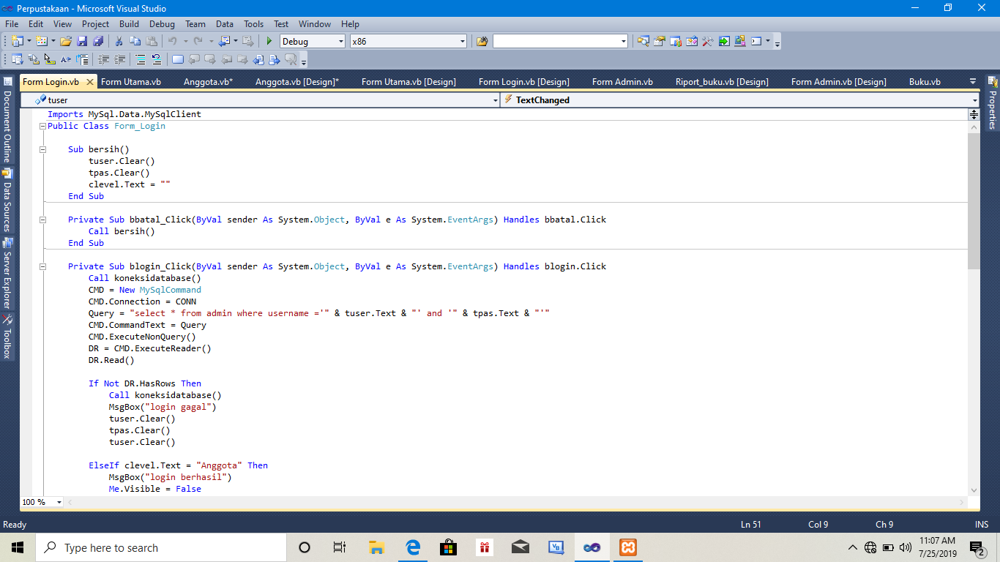 Perpustakaan - Microsoft Visual Studio
File Edit View Project Build Debug Team Data Tools Test Window Help
Debug x86
Form Login.vb Form Utama.vb Anggota.vb* Anggota.vb [Design]* Form Utama.vb [Design] Form Login.vb [Design] Form Admin.vb Riport_buku.vb [Design] Form Admin.vb [Design] Buku.vb
tuser TextChanged
Document Outline
Data Sources
Server Explorer
Toolbox
Properties
Imports MySql.Data.MySqlClient
Public Class Form_Login
Sub bersih()
tuser.Clear()
tpas.Clear()
clevel.Text = ""
End Sub
Private Sub bbatal_Click(ByVal sender As System.Object, ByVal e As System.EventArgs) Handles bbatal.Click
Call bersih()
End Sub
Private Sub blogin_Click(ByVal sender As System.Object, ByVal e As System.EventArgs) Handles blogin.Click
Call koneksidatabase()
CMD = New MySqlCommand
CMD.Connection = CONN
Query = "select * from admin where username ='" & tuser.Text & "' and '" & tpas.Text & "'"
CMD.CommandText = Query
CMD.ExecuteNonQuery()
DR = CMD.ExecuteReader()
DR.Read()
If Not DR.HasRows Then
Call koneksidatabase()
MsgBox("login gagal")
tuser.Clear()
tpas.Clear()
tuser.Clear()
ElseIf clevel.Text = "Anggota" Then
MsgBox("login berhasil")
Me.Visible = False
100 %
Ready Ln 51 Col 9 Ch 9 INS
Type here to search
VB
11:07 AM
7/25/2019
2